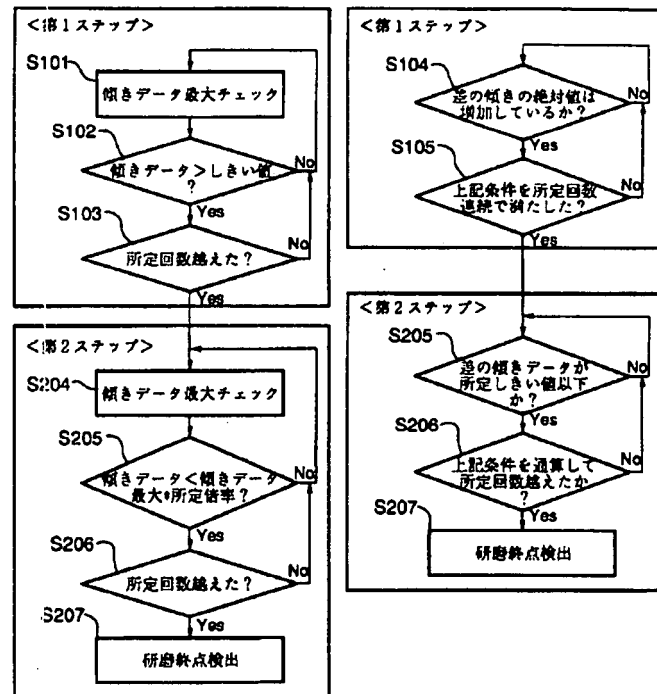 <第1ステップ>
S101
傾きデータ最大チェック
S102
傾きデータ>しきい値
?
No
Yes
S103
所定回数越えた?
No
Yes
<第2ステップ>
S204
傾きデータ最大チェック
S205
傾きデータ<傾きデータ
最大*所定倍率?
No
Yes
S206
所定回数越えた?
No
Yes
S207
研磨終点検出
<第1ステップ>
S104
逆の傾きの絶対値は
増加しているか?
No
Yes
S105
上記条件を所定回数
連続で満たした?
No
Yes
<第2ステップ>
S205
逆の傾きデータが
所定しきい値以下
か?
No
Yes
S206
上記条件を通算して
所定回数越えたか
?
No
Yes
S207
研磨終点検出